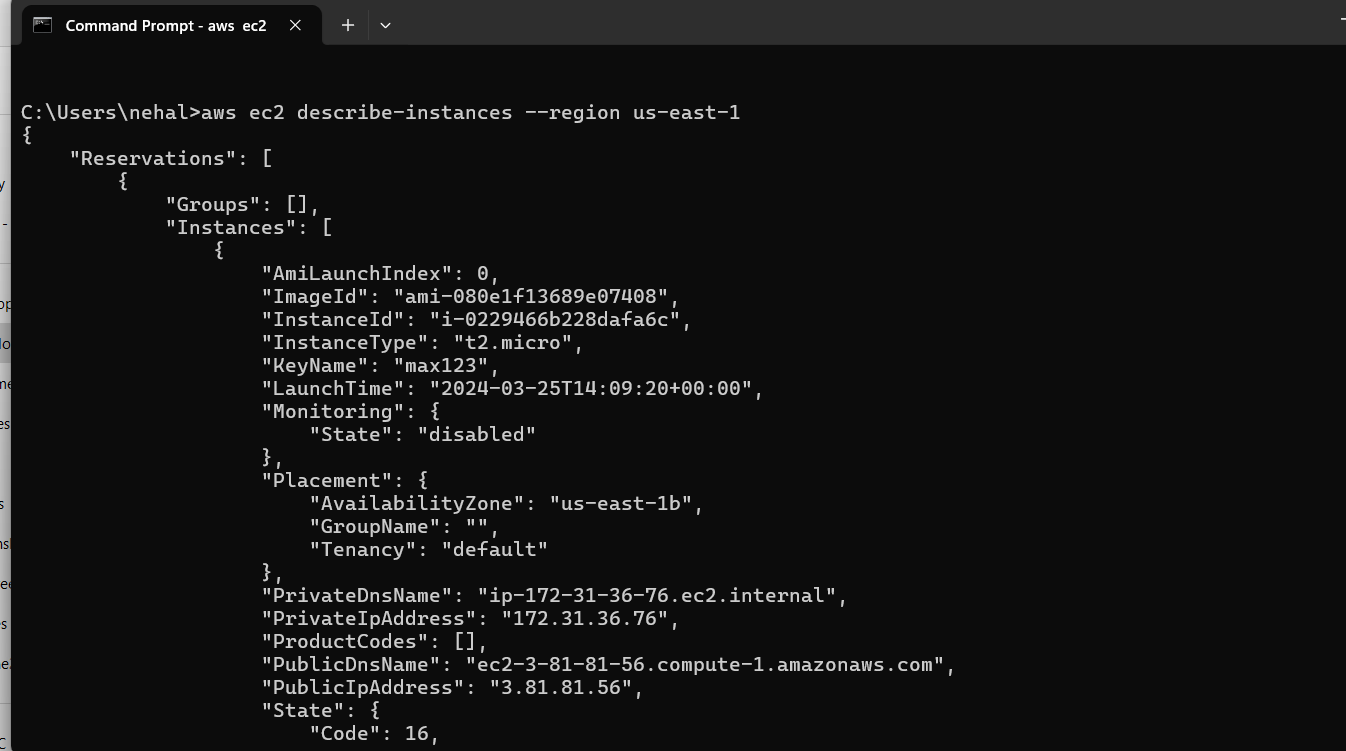 Command Prompt - aws  ec2
C:\Users\nehal>aws ec2 describe-instances --region us-east-1
{
    "Reservations": [
        {
            "Groups": [],
            "Instances": [
                {
                    "AmiLaunchIndex": 0,
                    "ImageId": "ami-080e1f13689e07408",
                    "InstanceId": "i-0229466b228dafa6c",
                    "InstanceType": "t2.micro",
                    "KeyName": "max123",
                    "LaunchTime": "2024-03-25T14:09:20+00:00",
                    "Monitoring": {
                        "State": "disabled"
                    },
                    "Placement": {
                        "AvailabilityZone": "us-east-1b",
                        "GroupName": "",
                        "Tenancy": "default"
                    },
                    "PrivateDnsName": "ip-172-31-36-76.ec2.internal",
                    "PrivateIpAddress": "172.31.36.76",
                    "ProductCodes": [],
                    "PublicDnsName": "ec2-3-81-81-56.compute-1.amazonaws.com",
                    "PublicIpAddress": "3.81.81.56",
                    "State": {
                        "Code": 16,